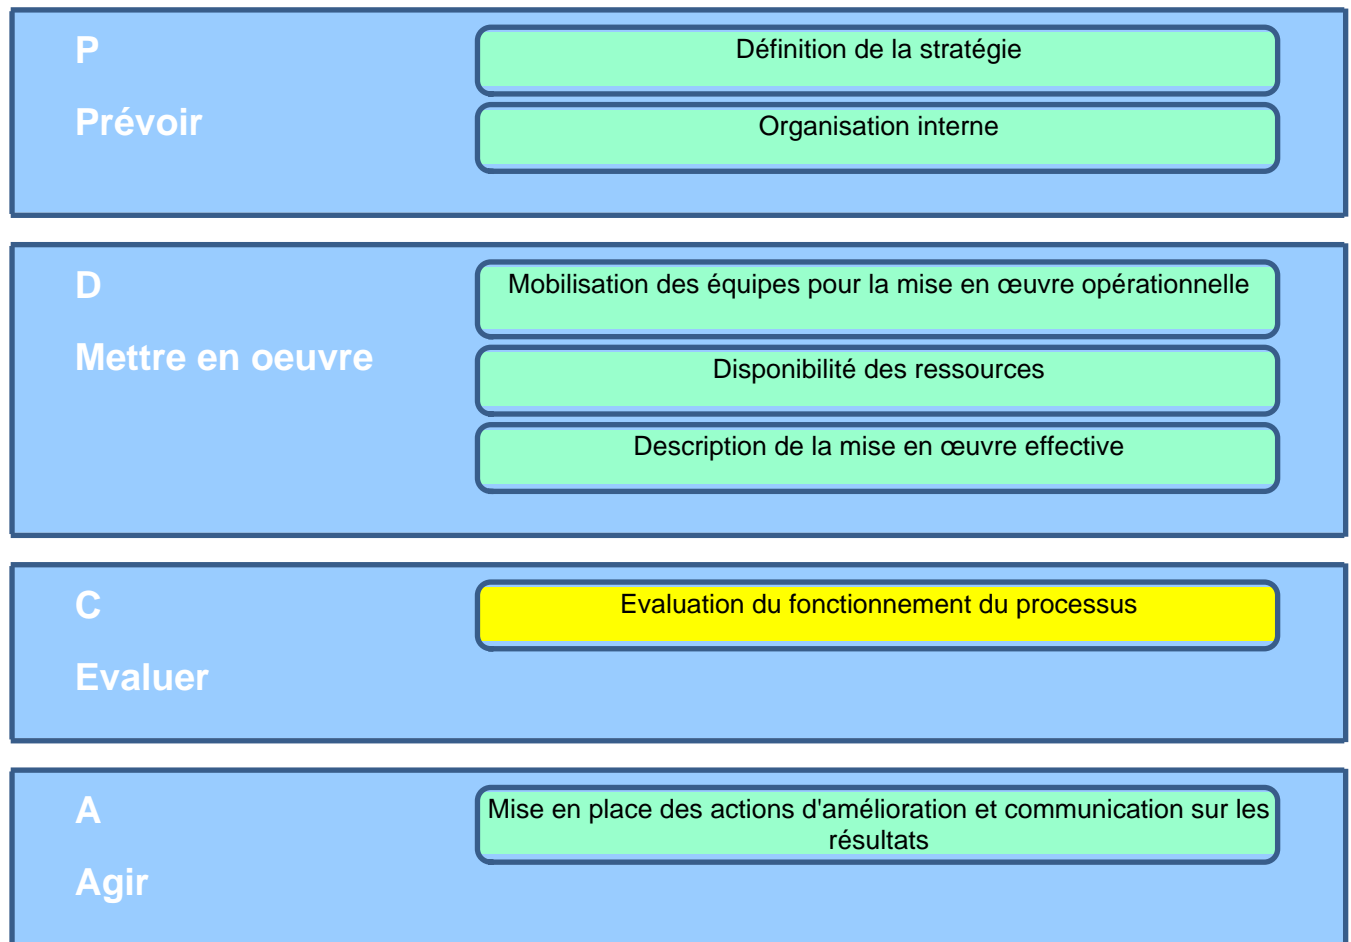 P
Prévoir
Définition de la stratégie
Organisation interne
D
Mettre en oeuvre
Mobilisation des équipes pour la mise en œuvre opérationnelle
Disponibilité des ressources
Description de la mise en œuvre effective
C
Evaluer
Evaluation du fonctionnement du processus
A
Agir
Mise en place des actions d'amélioration et communication sur les
résultats